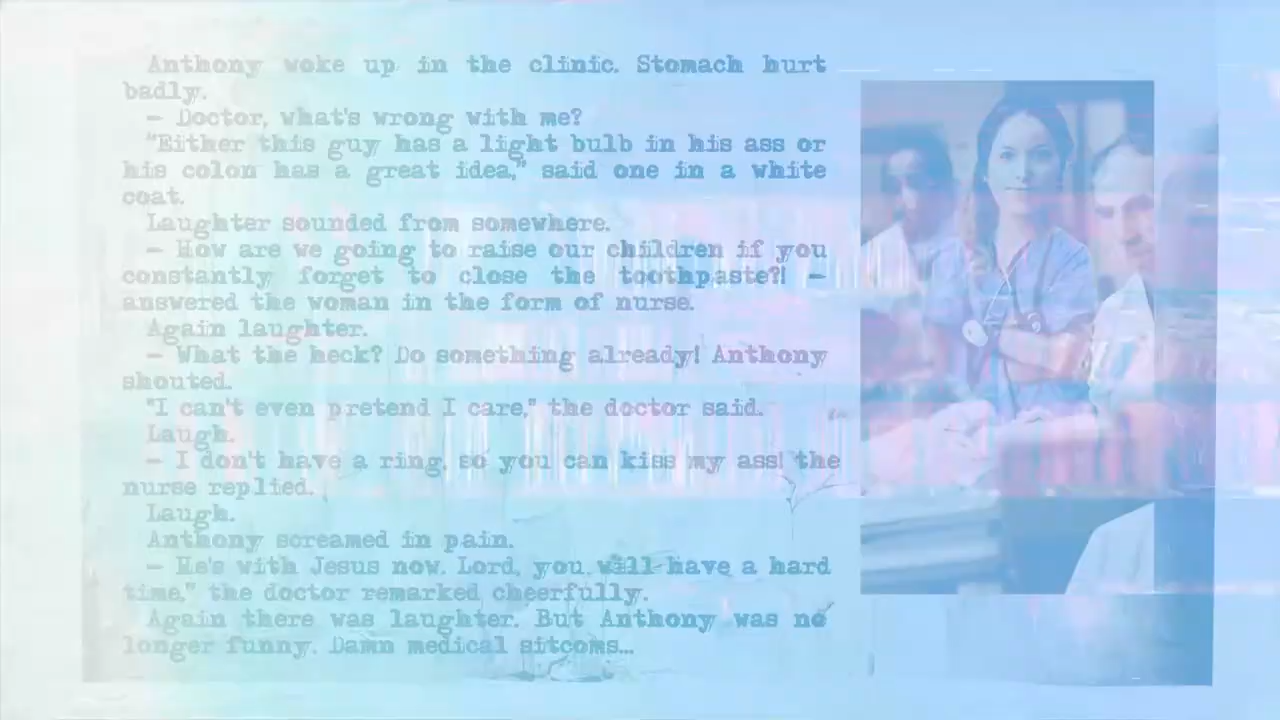 Anthony woke up in the clinic. Stomach hurt
badly.
— Doctor, what's wrong with me?
"Either this guy has a light bulb in his ass or
his colon has a great idea," said one in a white
coat.
Laughter sounded from somewhere.
— How are we going to raise our children if you
constantly forget to close the toothpaste?! —
answered the woman in the form of nurse.
Again laughter.
— What the heck? Do something already! Anthony
shouted.
"I can't even pretend I care," the doctor said.
Laugh.
— I don't have a ring, so you can kiss my ass! the
nurse replied.
Laugh.
Anthony screamed in pain.
— He's with Jesus now. Lord, you will have a hard
time," the doctor remarked cheerfully.
Again there was laughter. But Anthony was no
longer funny. Damn medical sitcoms...